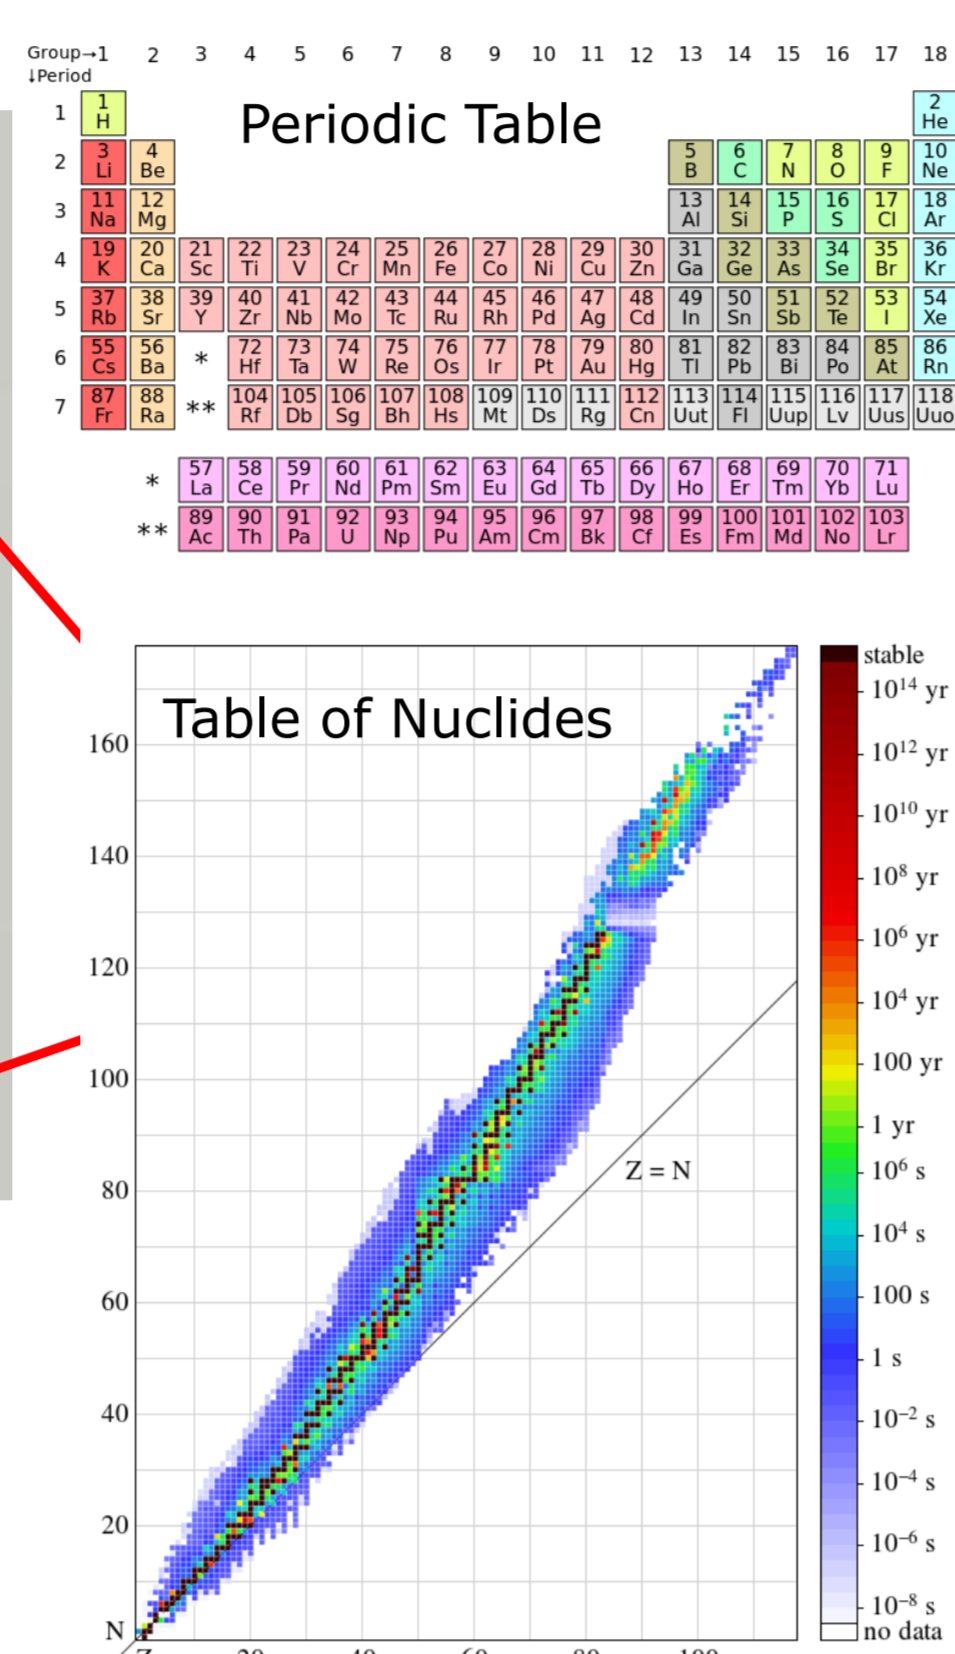 Group→1 2 3 4 5 6 7 8 9 10 11 12 13 14 15 16 17 18
↓Period
Periodic Table
1 1 2
H He
2 3 4 5 6 7 8 9 10
Li Be B C N O F Ne
3 11 12 13 14 15 16 17 18
Na Mg Al Si P S Cl Ar
4 19 20 21 22 23 24 25 26 27 28 29 30 31 32 33 34 35 36
K Ca Sc Ti V Cr Mn Fe Co Ni Cu Zn Ga Ge As Se Br Kr
5 37 38 39 40 41 42 43 44 45 46 47 48 49 50 51 52 53 54
Rb Sr Y Zr Nb Mo Tc Ru Rh Pd Ag Cd In Sn Sb Te I Xe
6 55 56 * 72 73 74 75 76 77 78 79 80 81 82 83 84 85 86
Cs Ba Hf Ta W Re Os Ir Pt Au Hg Tl Pb Bi Po At Rn
7 87 88 ** 104 105 106 107 108 109 110 111 112 113 114 115 116 117 118
Fr Ra Rf Db Sg Bh Hs Mt Ds Rg Cn Uut Fl Uup Lv Uus Uuo
* 57 58 59 60 61 62 63 64 65 66 67 68 69 70 71
La Ce Pr Nd Pm Sm Eu Gd Tb Dy Ho Er Tm Yb Lu
** 89 90 91 92 93 94 95 96 97 98 99 100 101 102 103
Ac Th Pa U Np Pu Am Cm Bk Cf Es Fm Md No Lr
Table of Nuclides
160
140
120
100
80
60
40
20
N
Z 20 40 60 80 100
Z = N
stable
10¹⁴ yr
10¹² yr
10¹⁰ yr
10⁸ yr
10⁶ yr
10⁴ yr
100 yr
1 yr
10⁶ s
10⁴ s
100 s
1 s
10⁻² s
10⁻⁴ s
10⁻⁶ s
10⁻⁸ s
no data